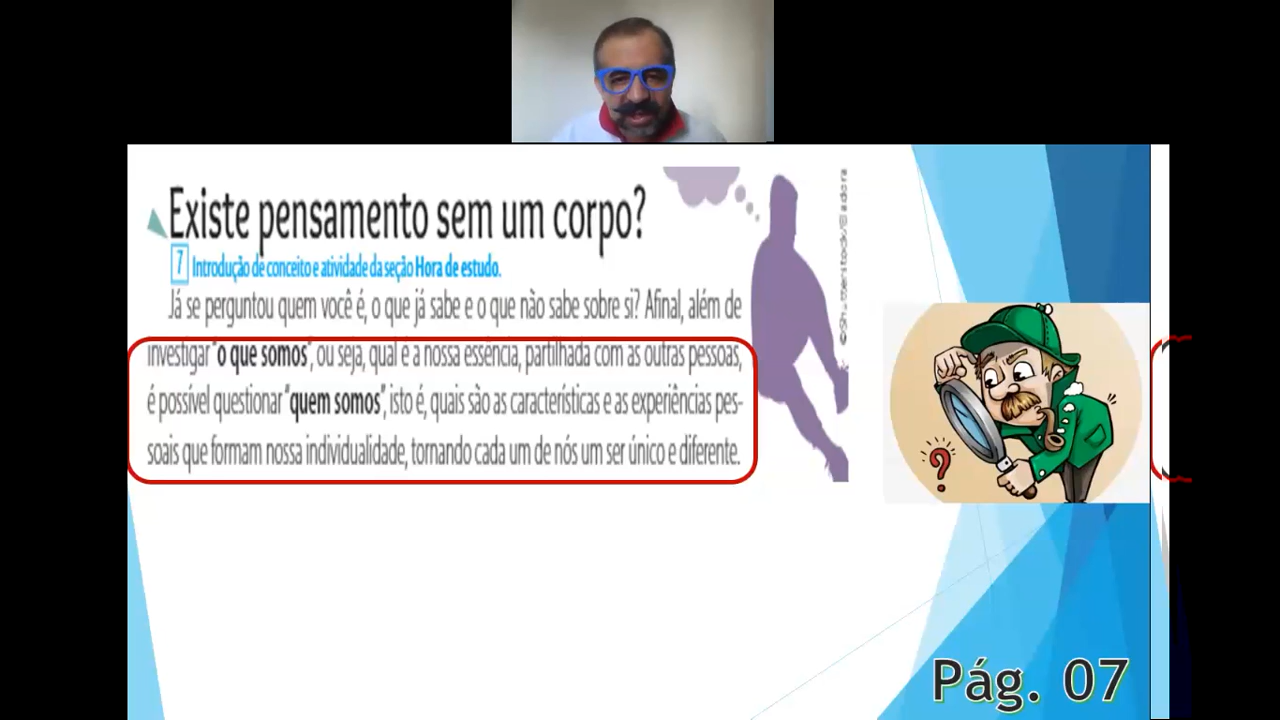 Existe pensamento sem um corpo?
7 Introdução de conceito e atividade da seção Hora de estudo.
Já se perguntou quem você é, o que já sabe e o que não sabe sobre si? Afinal, além de
investigar "o que somos", ou seja, qual é a nossa essência, partilhada com as outras pessoas,
é possível questionar "quem somos", isto é, quais são as características e as experiências pes-
soais que formam nossa individualidade, tornando cada um de nós um ser único e diferente.
?
Pág. 07